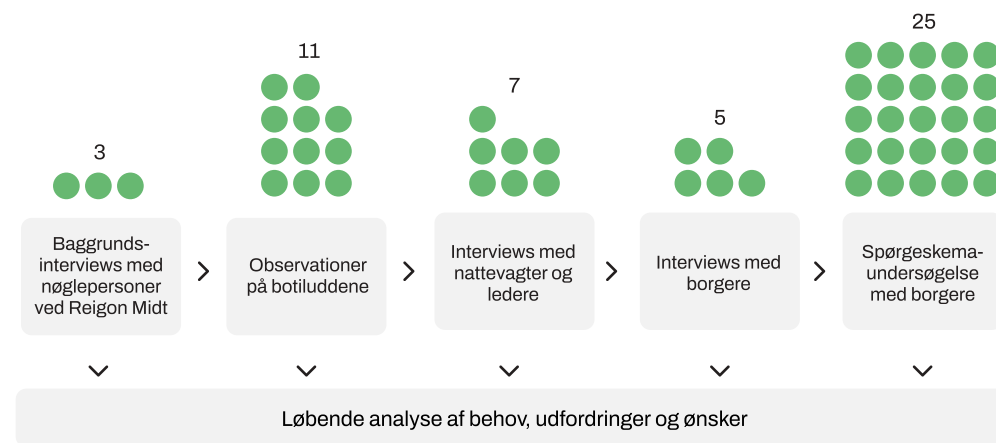 3
11
7
5
25
Baggrunds-
interviews med
nøglepersoner
ved Reigon Midt
Observationer
på botiluddene
Interviews med
nattevagter og
ledere
Interviews med
borgere
Spørgeskema-
undersøgelse
med borgere
Løbende analyse af behov, udfordringer og ønsker